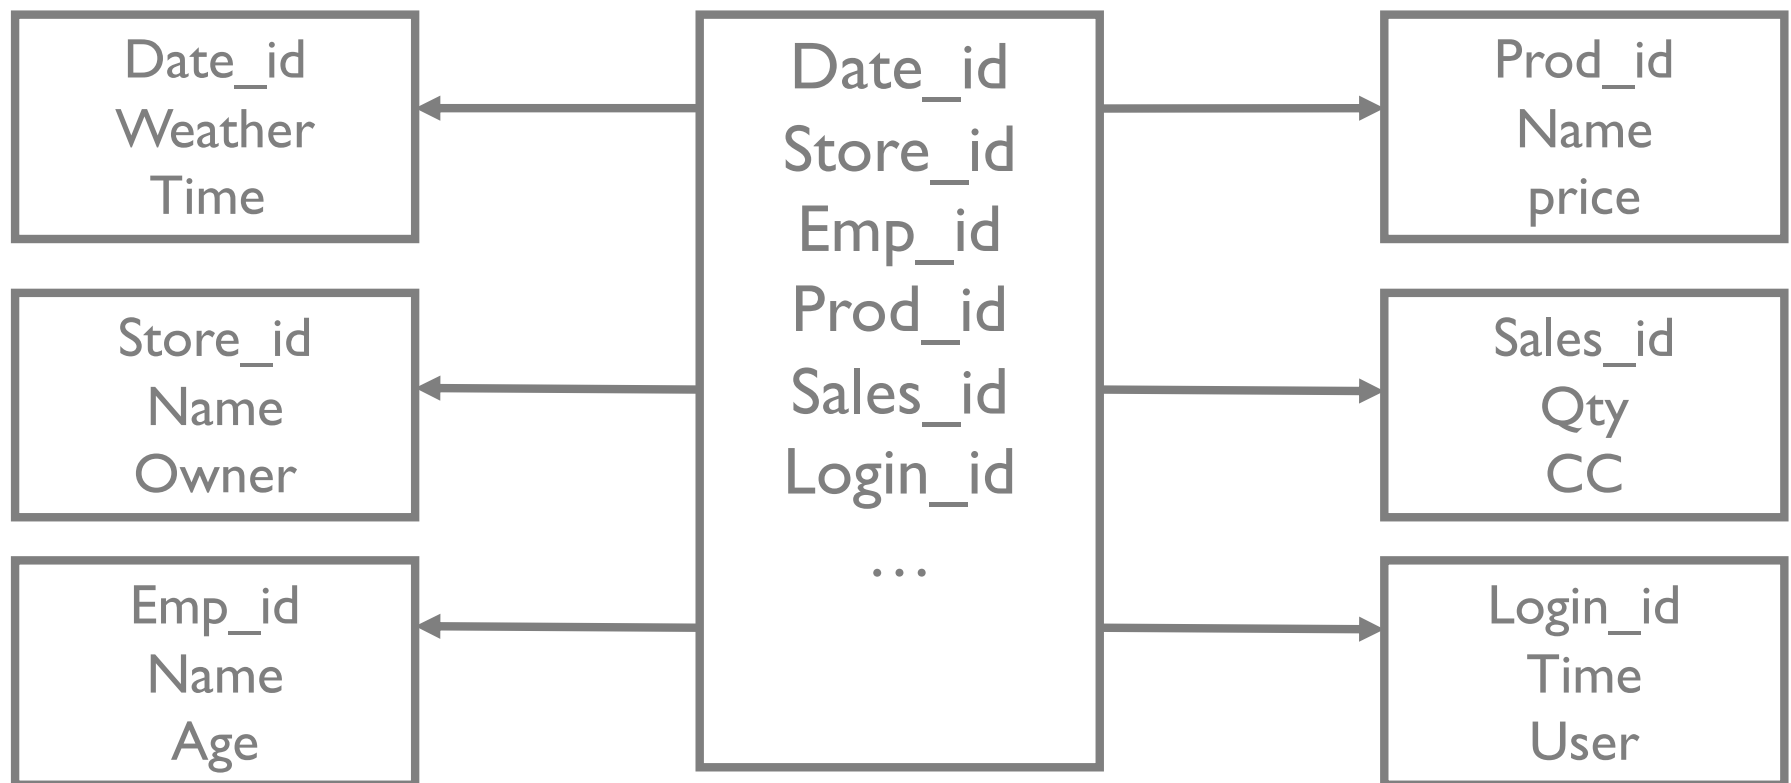 Date_id
Weather
Time
Store_id
Name
Owner
Emp_id
Name
Age
Date_id
Store_id
Emp_id
Prod_id
Sales_id
Login_id
...
Prod_id
Name
price
Sales_id
Qty
CC
Login_id
Time
User